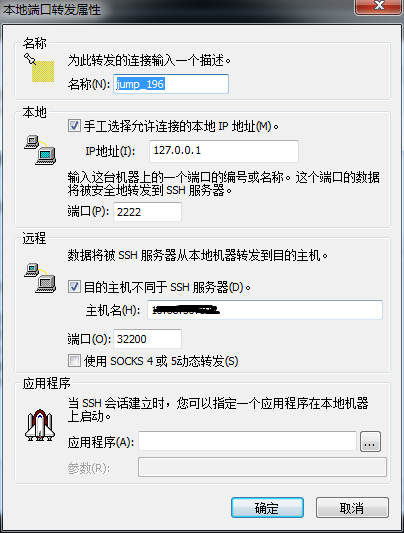 本地端口转发属性
名称
为此转发的连接输入一个描述。
名称(N): jump_196
本地
手工选择允许连接的本地 IP 地址(M)。
IP地址(I): 127.0.0.1
输入这台机器上的一个端口的编号或名称。这个端口的数据
将被安全地转发到 SSH 服务器。
端口(P): 2222
远程
数据将被 SSH 服务器从本地机器转发到目的主机。
目的主机不同于 SSH 服务器(D)。
主机名(H):
端口(O): 32200
使用 SOCKS 4 或 5动态转发(S)
应用程序
当 SSH 会话建立时，您可以指定一个应用程序在本地机器
上启动。
应用程序(A): ...
参数(R):
确定 取消